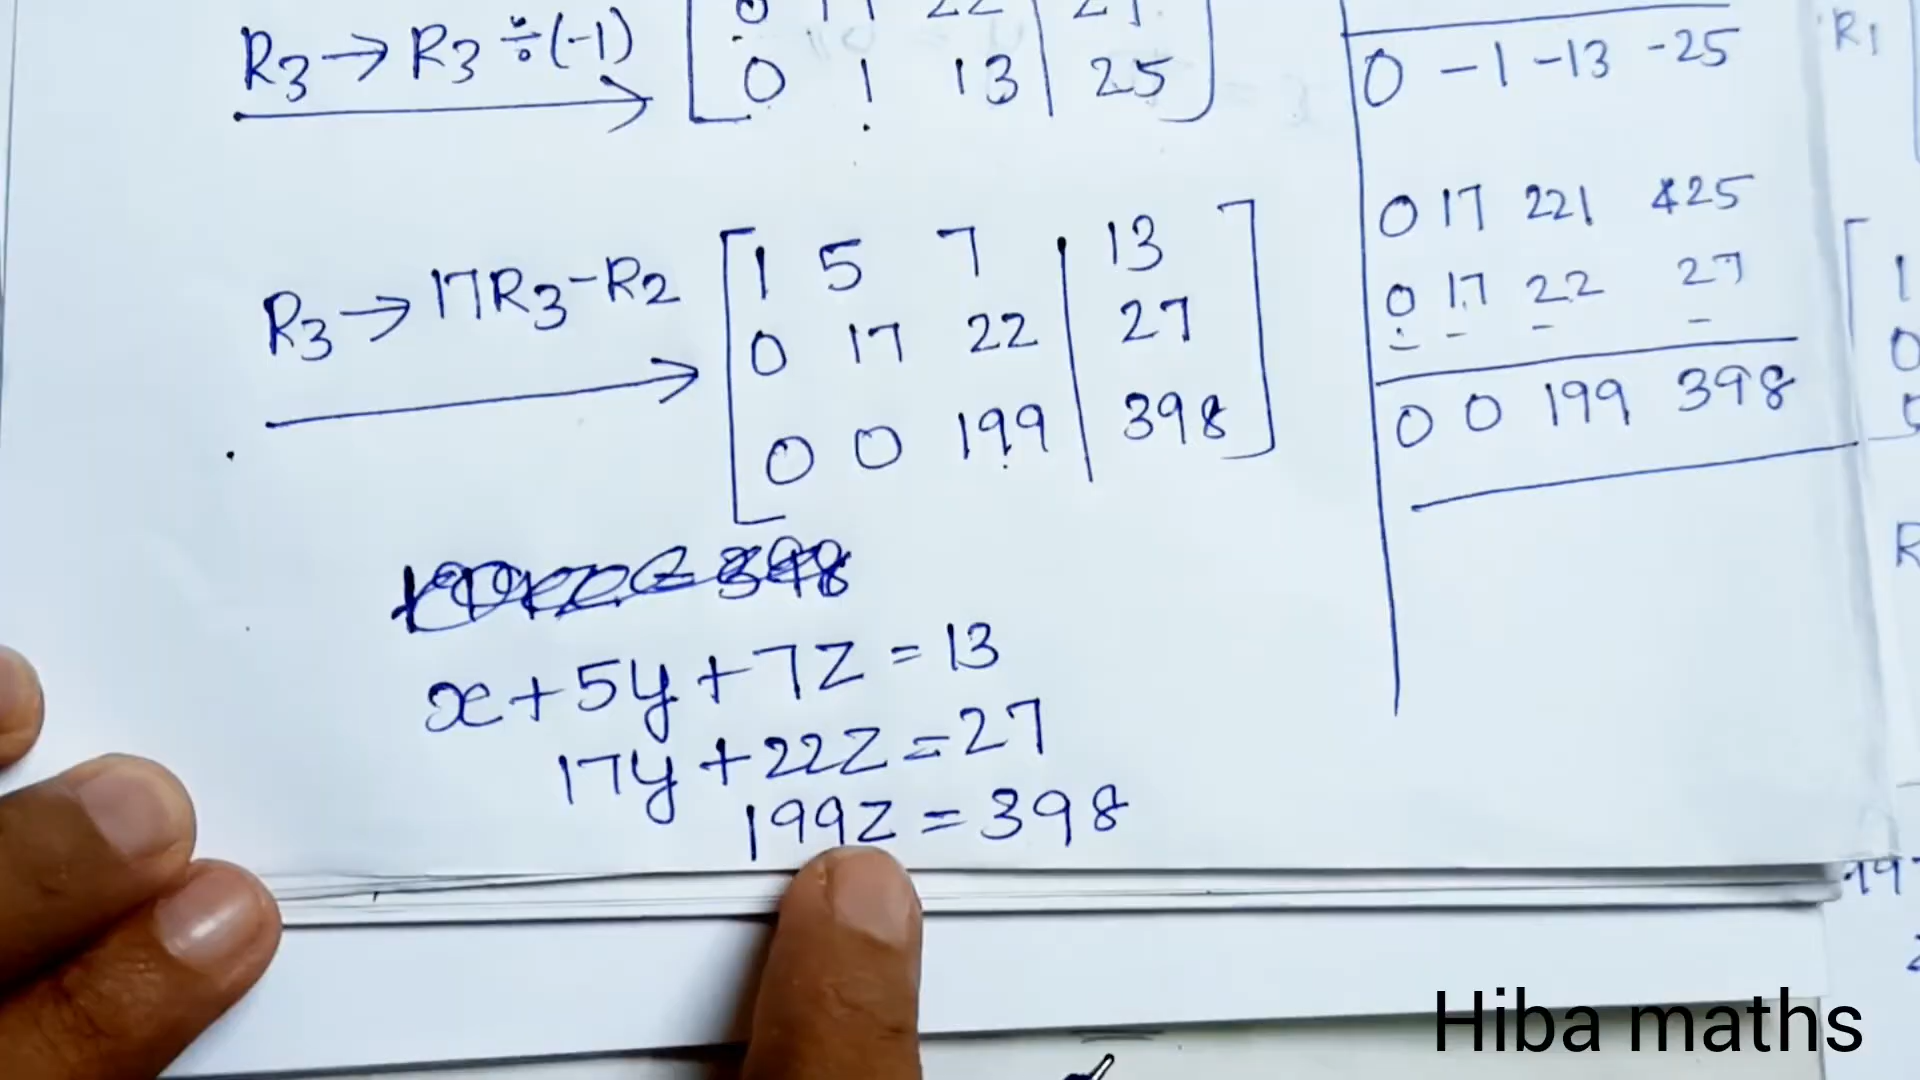 R3 → R3 ÷ (-1)
0 1 13 | 25
0 -1 -13 -25
R1
0 17 221 425
0 17 22 27
- - - -
0 0 199 398
R3 → 17R3 - R2
1 5 7 | 13
0 17 22 | 27
0 0 199 | 398
x + 5y + 7z = 13
17y + 22z = 27
199z = 398
Hiba maths